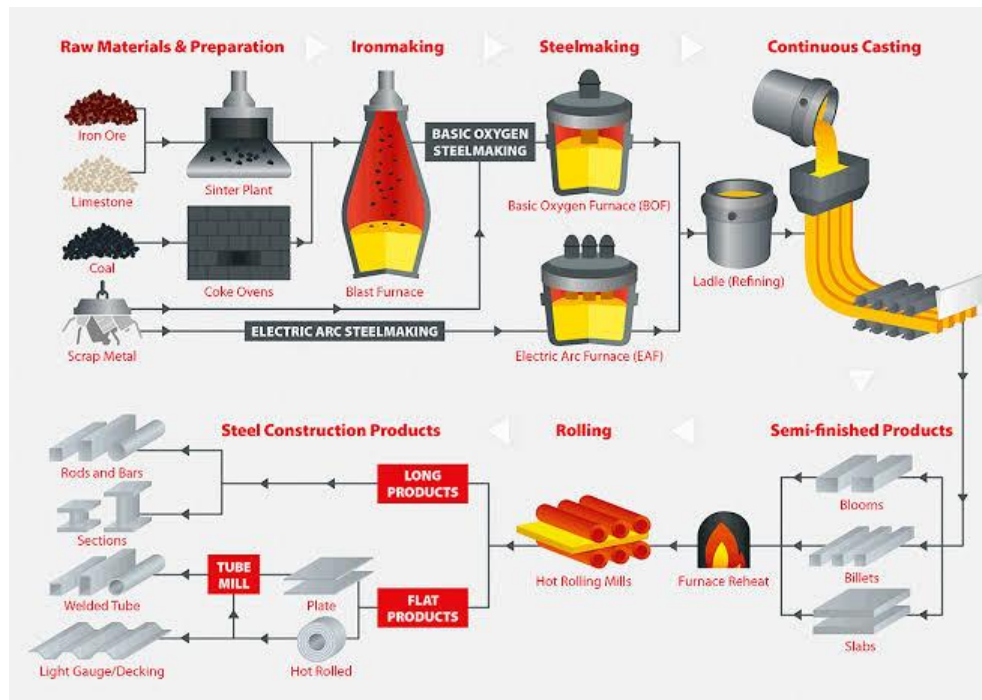 Raw Materials & Preparation
Ironmaking
Steelmaking
Continuous Casting
Iron Ore
Limestone
Sinter Plant
BASIC OXYGEN
STEELMAKING
Basic Oxygen Furnace (BOF)
Coal
Coke Ovens
Blast Furnace
Ladle (Refining)
Scrap Metal
ELECTRIC ARC STEELMAKING
Electric Arc Furnace (EAF)
Steel Construction Products
Rolling
Semi-finished Products
Rods and Bars
LONG
PRODUCTS
Blooms
Sections
Hot Rolling Mills
Furnace Reheat
Billets
TUBE
MILL
Welded Tube
Plate
FLAT
PRODUCTS
Slabs
Light Gauge/Decking
Hot Rolled